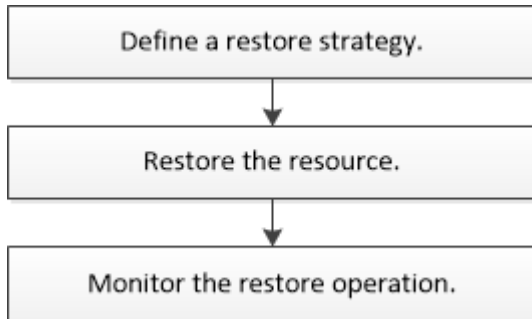 Define a restore strategy.
Restore the resource.
Monitor the restore operation.